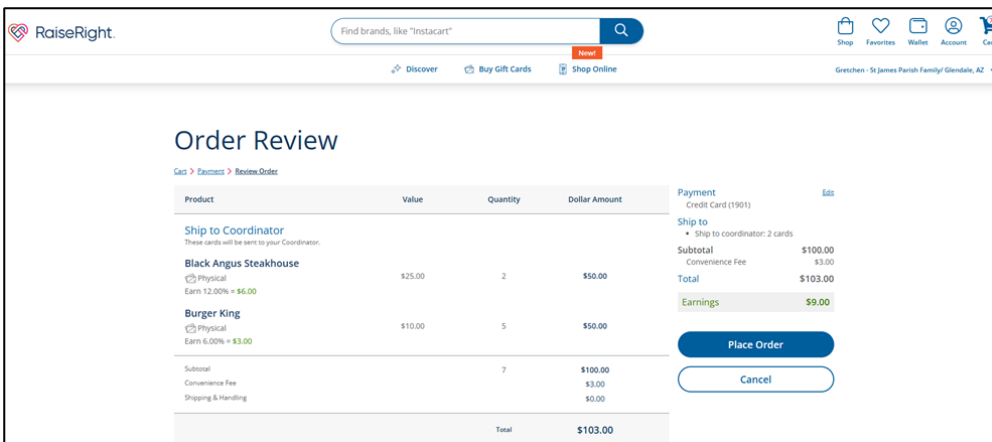 RaiseRight.
Find brands, like "Instacart"
Shop
Favorites
Wallet
Account
New!
Discover
Buy Gift Cards
Shop Online
Gretchen - St James Parish Family/ Glendale, AZ
Order Review
Cart > Payment > Review Order
Product Value Quantity Dollar Amount
Ship to Coordinator
These cards will be sent to your Coordinator.
Black Angus Steakhouse
Physical $25.00 2 $50.00
Earn 12.00% = $6.00
Burger King
Physical $10.00 5 $50.00
Earn 6.00% = $3.00
Subtotal 7 $100.00
Convenience Fee $3.00
Shipping & Handling $0.00
Total $103.00
Payment Edit
Credit Card (1901)
Ship to
• Ship to coordinator: 2 cards
Subtotal $100.00
Convenience Fee $3.00
Total $103.00
Earnings $9.00
Place Order
Cancel